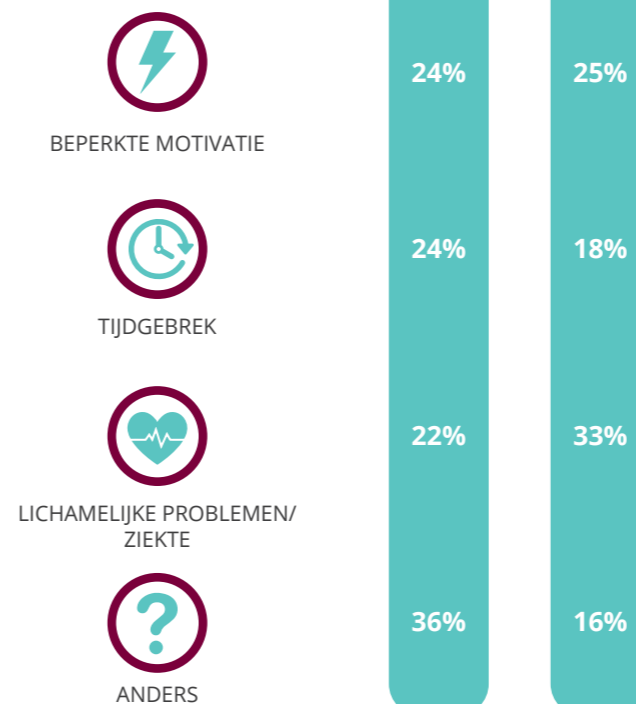 24% 25%
BEPERKTE MOTIVATIE
24% 18%
TIJDGEBREK
22% 33%
LICHAMELIJKE PROBLEMEN/
ZIEKTE
36% 16%
ANDERS